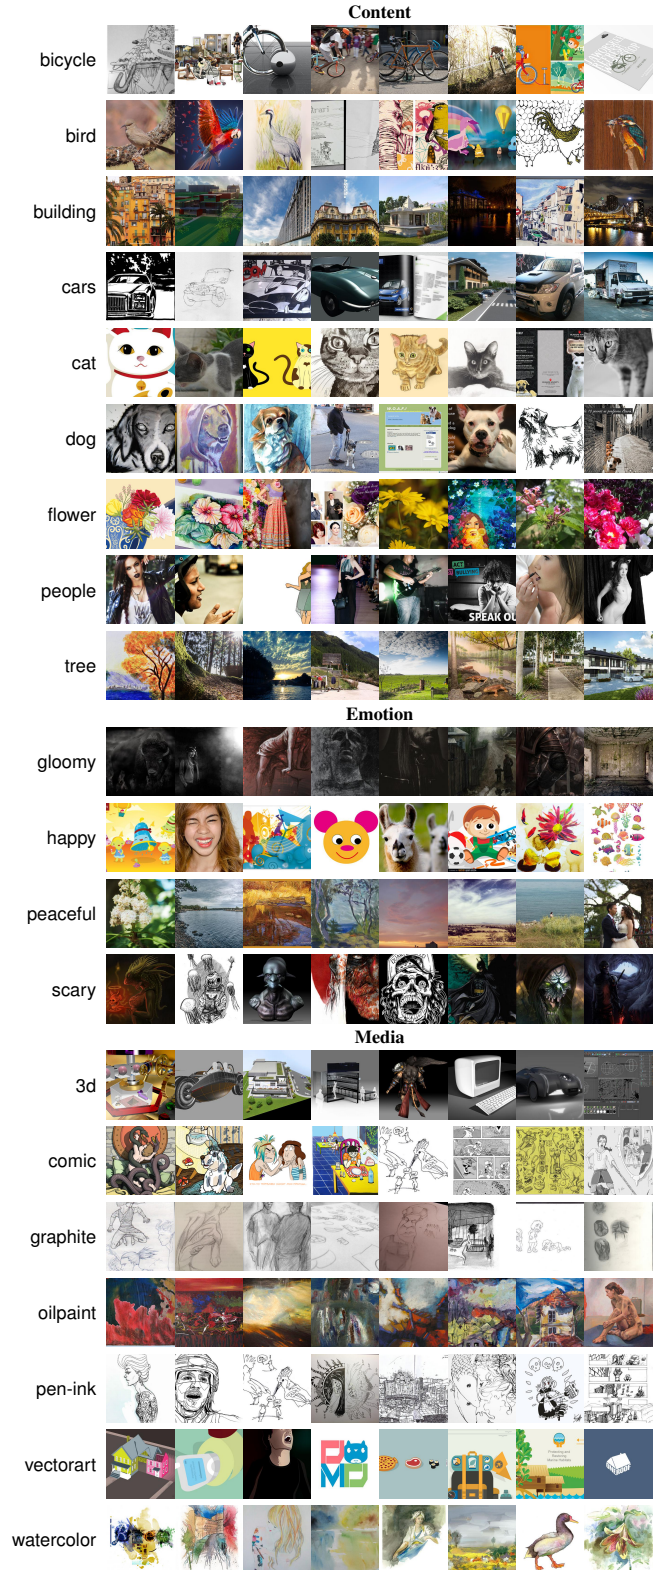 Content
bicycle
bird
building
cars
cat
dog
flower
people
SPEAK OU
tree
Emotion
gloomy
happy
peaceful
scary
Media
3d
comic
graphite
oilpaint
pen-ink
vectorart
watercolor